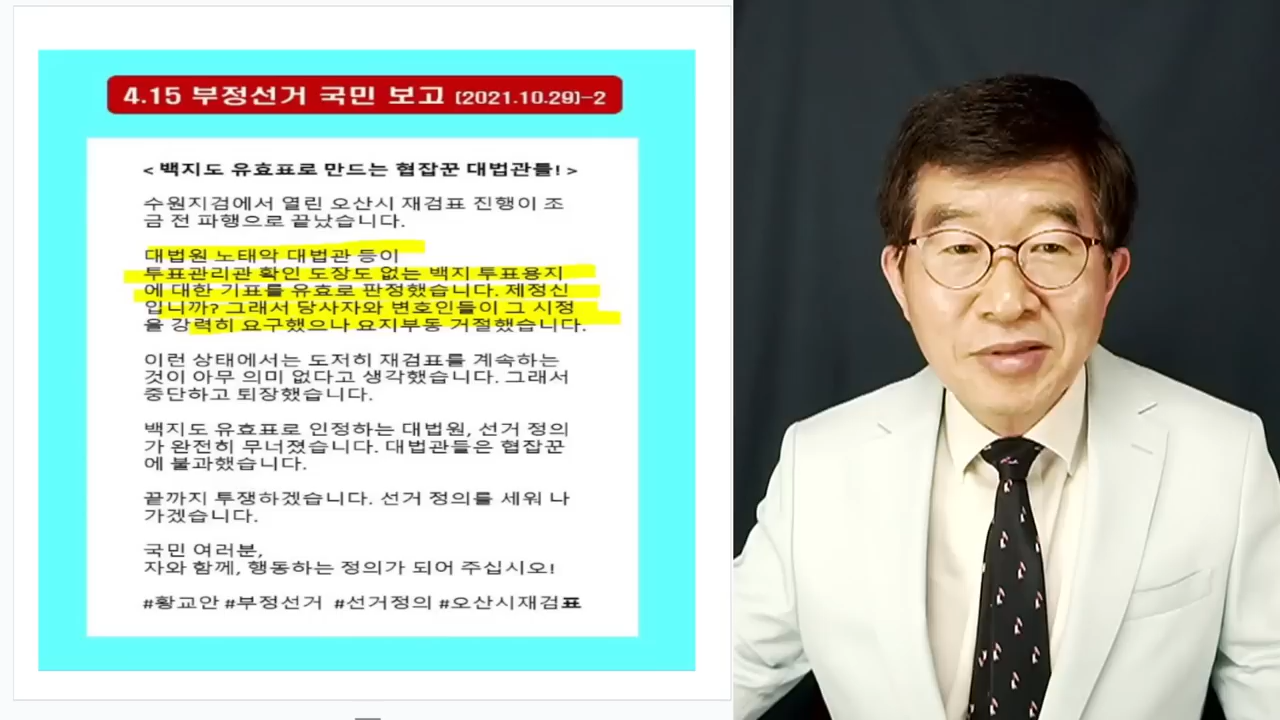 4.15 부정선거 국민 보고 (2021.10.29)-2
< 백지도 유효표로 만드는 협잡꾼 대법관들! >
수원지검에서 열린 오산시 재검표 진행이 조
금 전 파행으로 끝났습니다.
대법원 노태악 대법관 등이
투표관리관 확인 도장도 없는 백지 투표용지
에 대한 기표를 유효로 판정했습니다. 제정신
입니까? 그래서 당사자와 변호인들이 그 시정
을 강력히 요구했으나 요지부동 거절했습니다.
이런 상태에서는 도저히 재검표를 계속하는
것이 아무 의미 없다고 생각했습니다. 그래서
중단하고 퇴장했습니다.
백지도 유효표로 인정하는 대법원, 선거 정의
가 완전히 무너졌습니다. 대법관들은 협잡꾼
에 불과했습니다.
끝까지 투쟁하겠습니다. 선거 정의를 세워 나
가겠습니다.
국민 여러분,
자와 함께, 행동하는 정의가 되어 주십시오!
#황교안 #부정선거 #선거정의 #오산시재검표